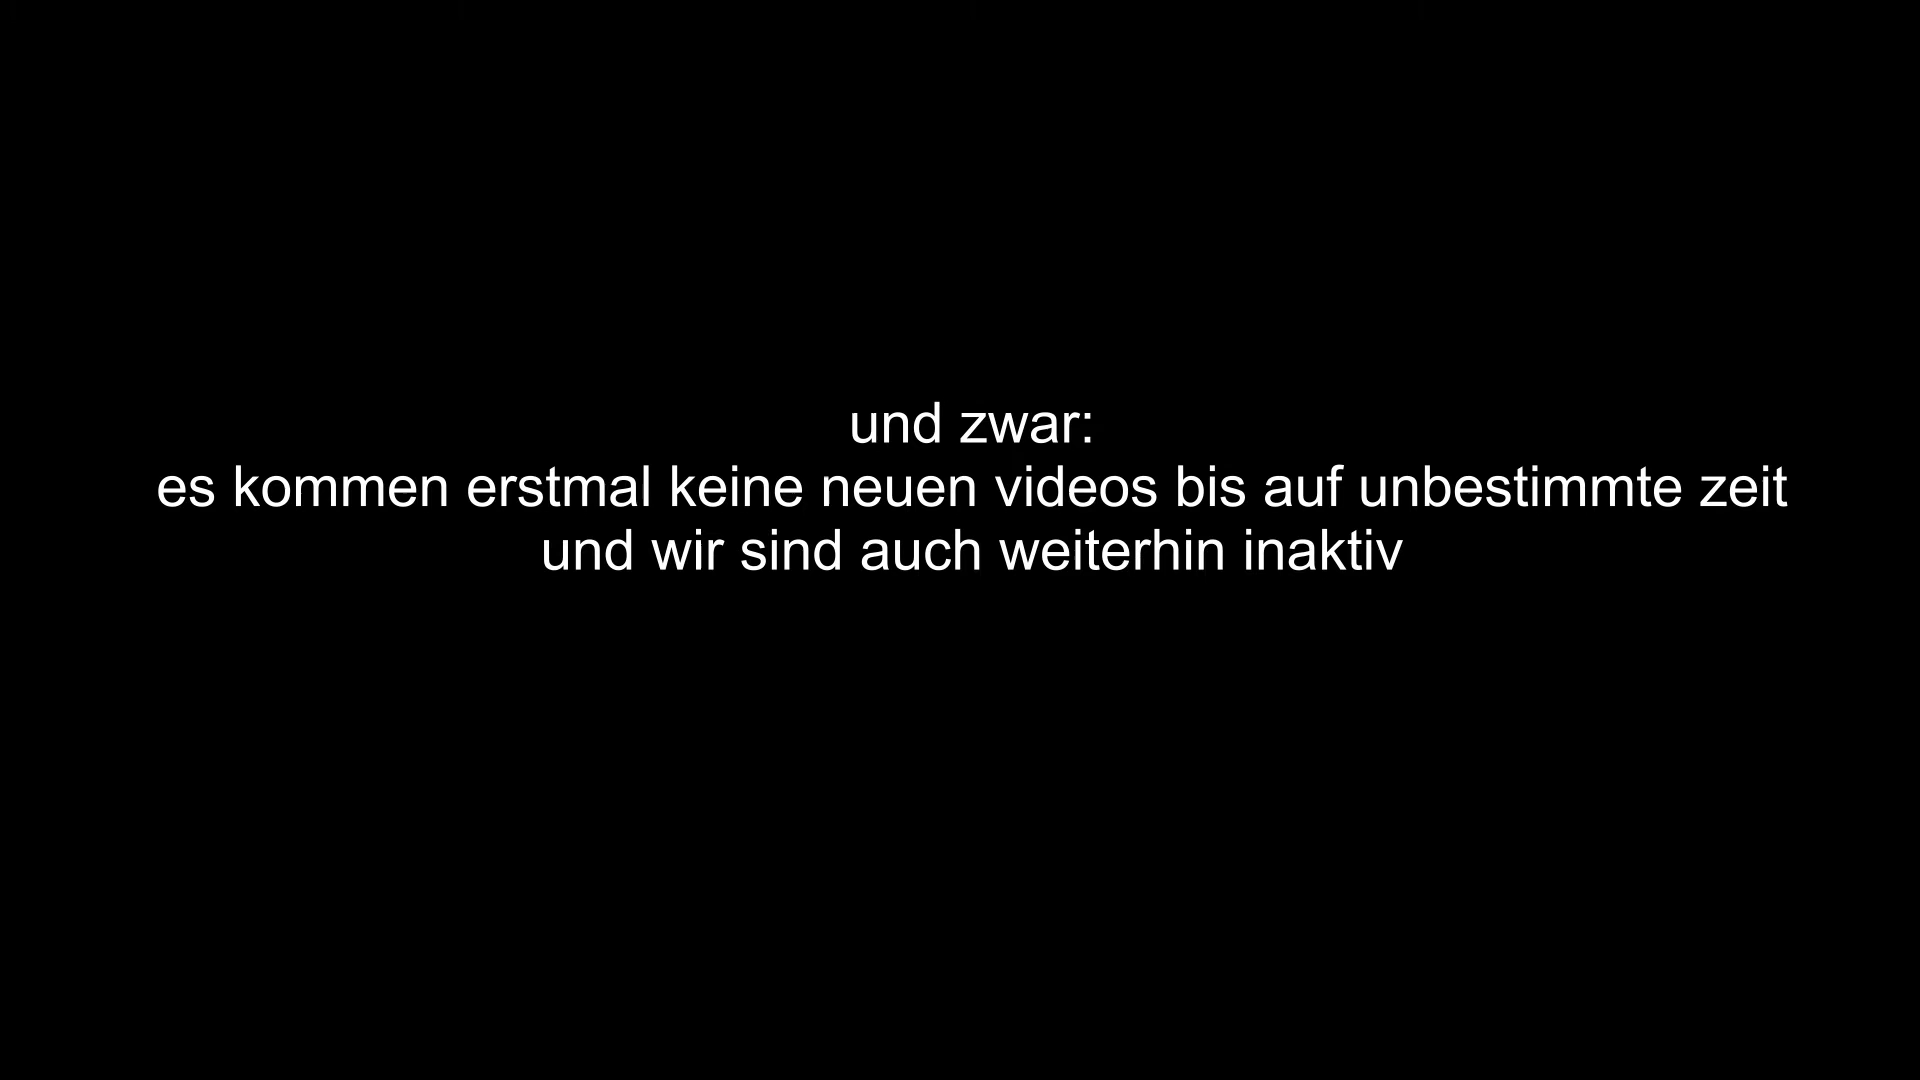 und zwar:
es kommen erstmal keine neuen videos bis auf unbestimmte zeit
und wir sind auch weiterhin inaktiv